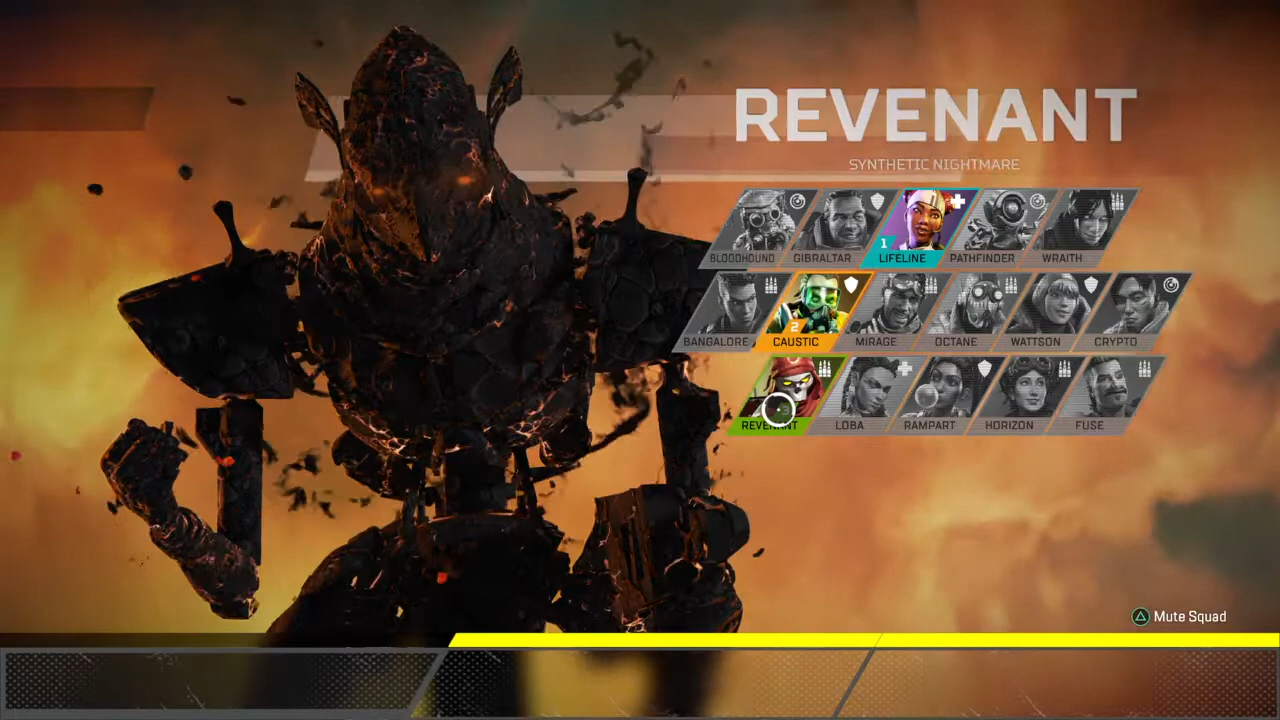 REVENANT
SYNTHETIC NIGHTMARE
BLOODHOUND GIBRALTAR 1 LIFELINE PATHFINDER WRAITH
BANGALORE 2 CAUSTIC MIRAGE OCTANE WATTSON CRYPTO
3 REVENANT LOBA RAMPART HORIZON FUSE
Mute Squad